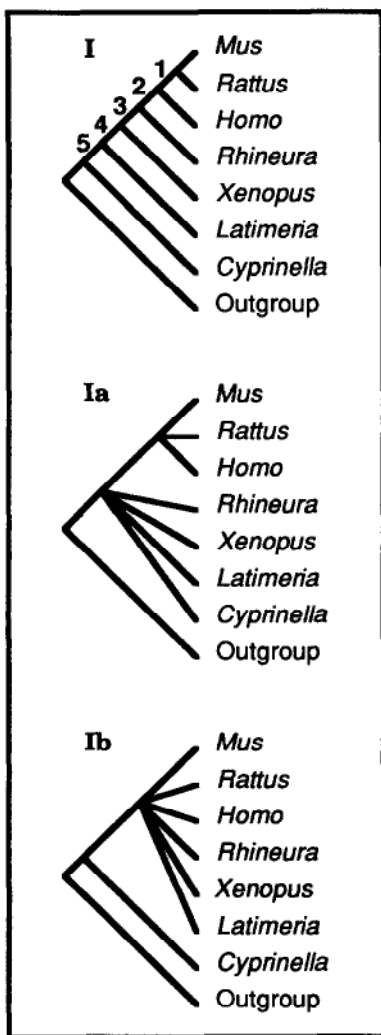 I
Mus
1
Rattus
2
Homo
3
Rhineura
4
Xenopus
5
Latimeria
Cyprinella
Outgroup
Ia
Mus
Rattus
Homo
Rhineura
Xenopus
Latimeria
Cyprinella
Outgroup
Ib
Mus
Rattus
Homo
Rhineura
Xenopus
Latimeria
Cyprinella
Outgroup